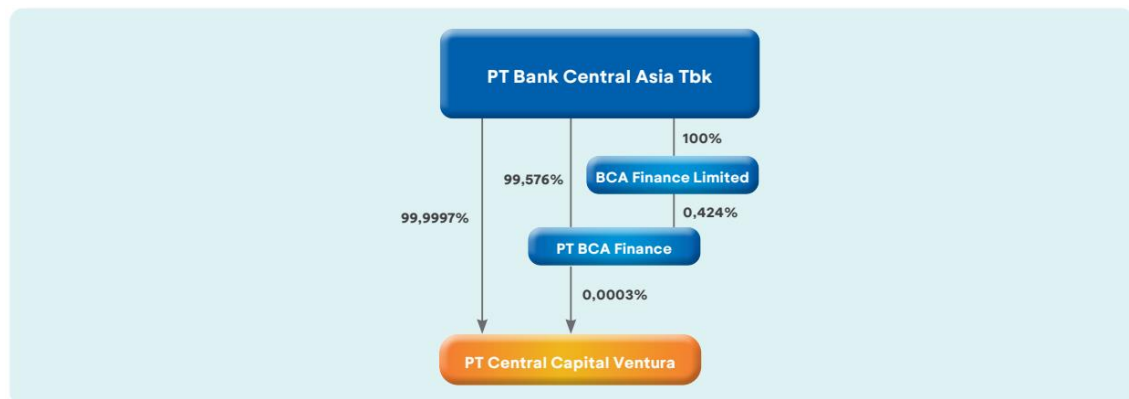 PT Bank Central Asia Tbk
100%
BCA Finance Limited
99,576%
99,9997%
0,424%
PT BCA Finance
0,0003%
PT Central Capital Ventura